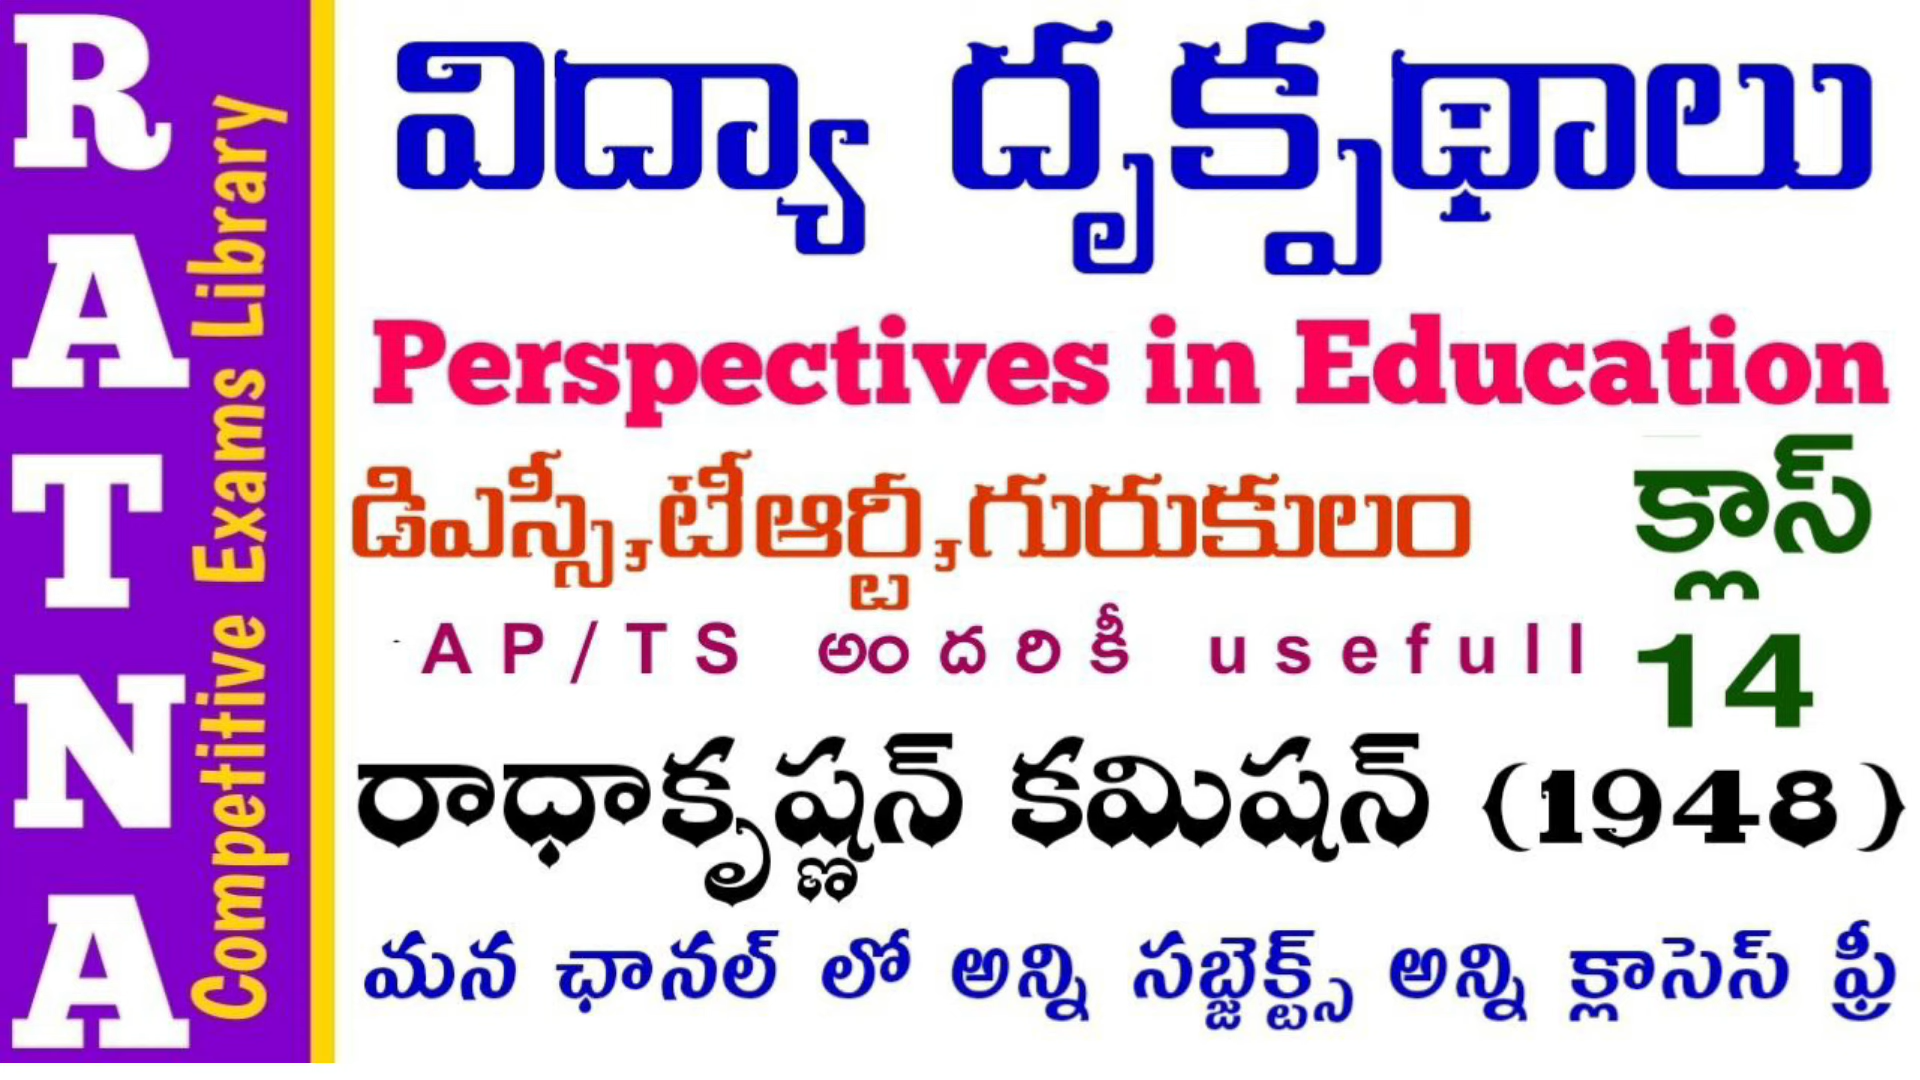 RATNA
Competitive Exams Library
విద్యా దృక్పథాలు
Perspectives in Education
డిఎస్సీ,టీఆర్టీ,గురుకులం
క్లాస్
14
AP/TS అందరికీ usefull
రాధాకృష్ణన్ కమిషన్ (1948)
మన ఛానల్ లో అన్ని సబ్జెక్ట్స్ అన్ని క్లాసెస్ ఫ్రీ